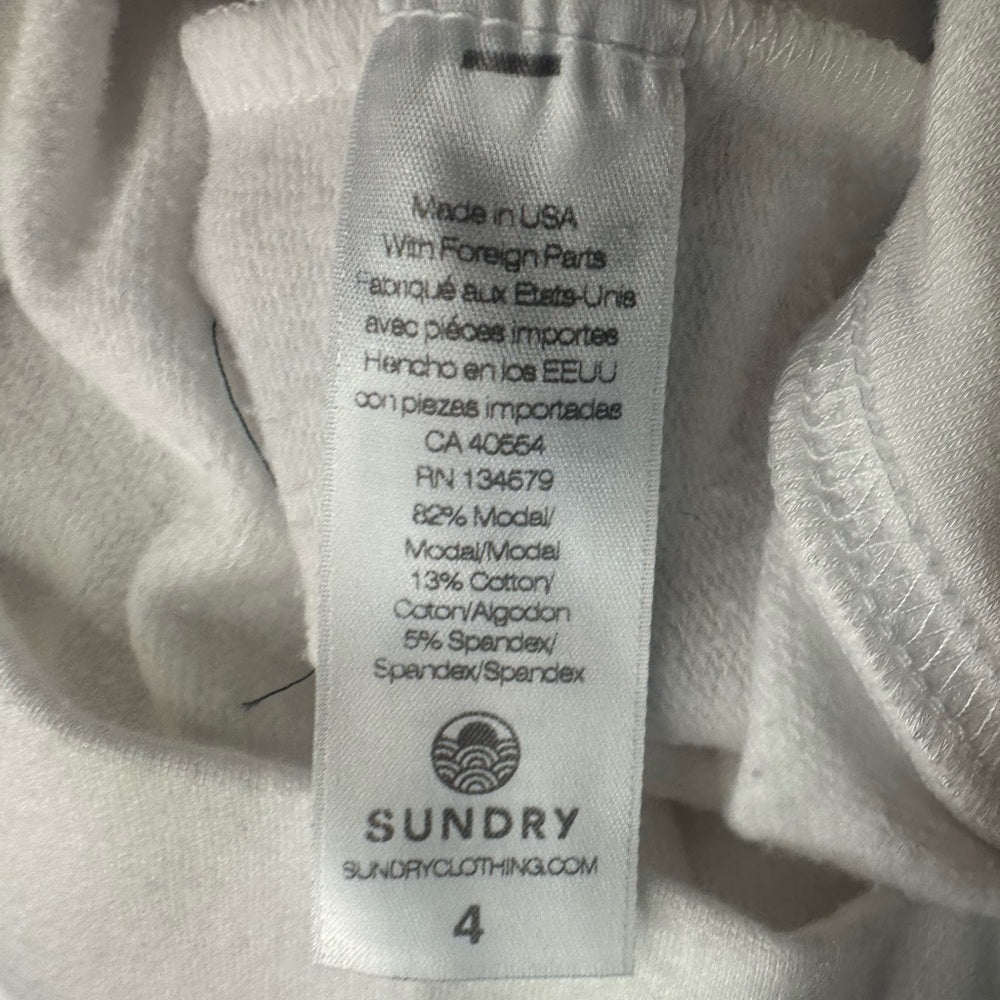 Made in USA
With Foreign Parts
Fabriqué aux Etats-Unis
avec piéces importes
Hencho en los EEUU
con piezas importadas
CA 40554
RN 134579
82% Modal/
Modal/Modal
13% Cotton/
Coton/Algodon
5% Spandex/
Spandex/Spandex
SUNDRY
SUNDRYCLOTHING.COM
4